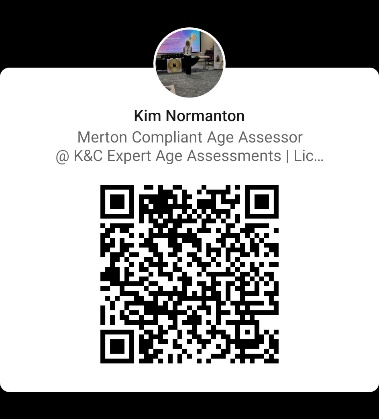 Kim Normanton
Merton Compliant Age Assessor
@ K&C Expert Age Assessments | Lic...